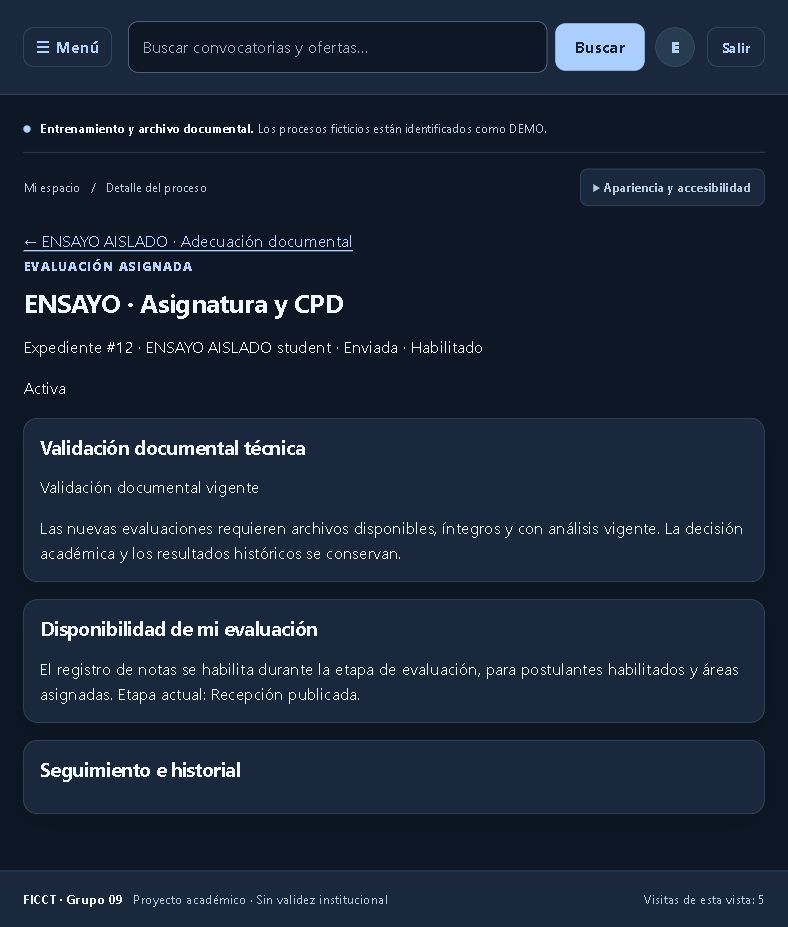 ☰ Menú
Buscar convocatorias y ofertas...
Buscar
E
Salir
Entrenamiento y archivo documental. Los procesos ficticios están identificados como DEMO.
Mi espacio / Detalle del proceso
▸ Apariencia y accesibilidad
← ENSAYO AISLADO · Adecuación documental
EVALUACIÓN ASIGNADA
ENSAYO · Asignatura y CPD
Expediente #12 · ENSAYO AISLADO student · Enviada · Habilitado
Activa
Validación documental técnica
Validación documental vigente
Las nuevas evaluaciones requieren archivos disponibles, íntegros y con análisis vigente. La decisión
académica y los resultados históricos se conservan.
Disponibilidad de mi evaluación
El registro de notas se habilita durante la etapa de evaluación, para postulantes habilitados y áreas
asignadas. Etapa actual: Recepción publicada.
Seguimiento e historial
FICCT · Grupo 09 Proyecto académico · Sin validez institucional
Visitas de esta vista: 5